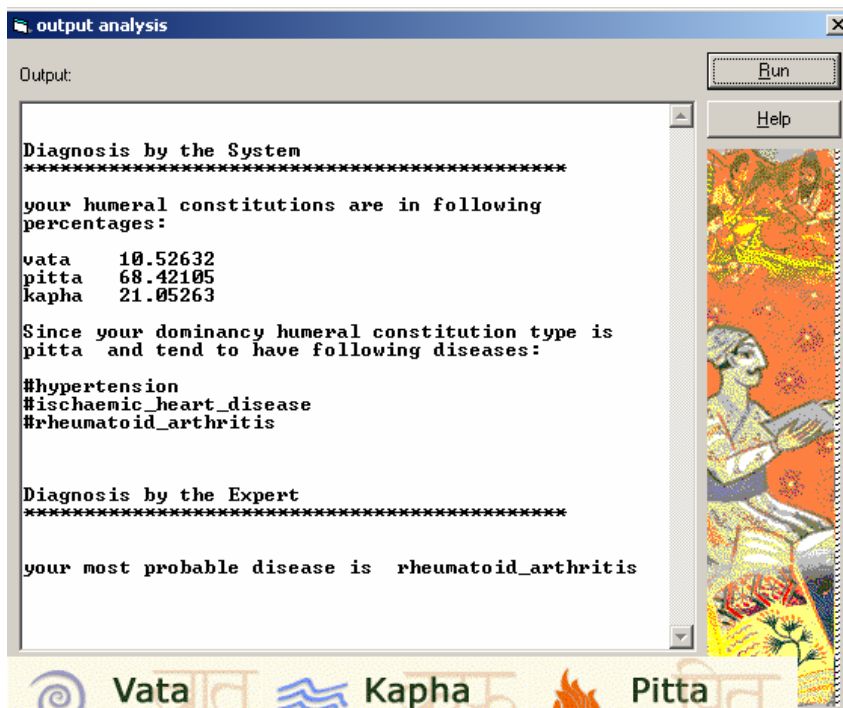 output analysis
Output:
Run
Help
Diagnosis by the System
***********************************************
your humeral constitutions are in following
percentages:
vata 10.52632
pitta 68.42105
kapha 21.05263
Since your dominancy humeral constitution type is
pitta and tend to have following diseases:
#hypertension
#ischaemic_heart_disease
#rheumatoid_arthritis
Diagnosis by the Expert
***********************************************
your most probable disease is rheumatoid_arthritis
Vata Kapha Pitta